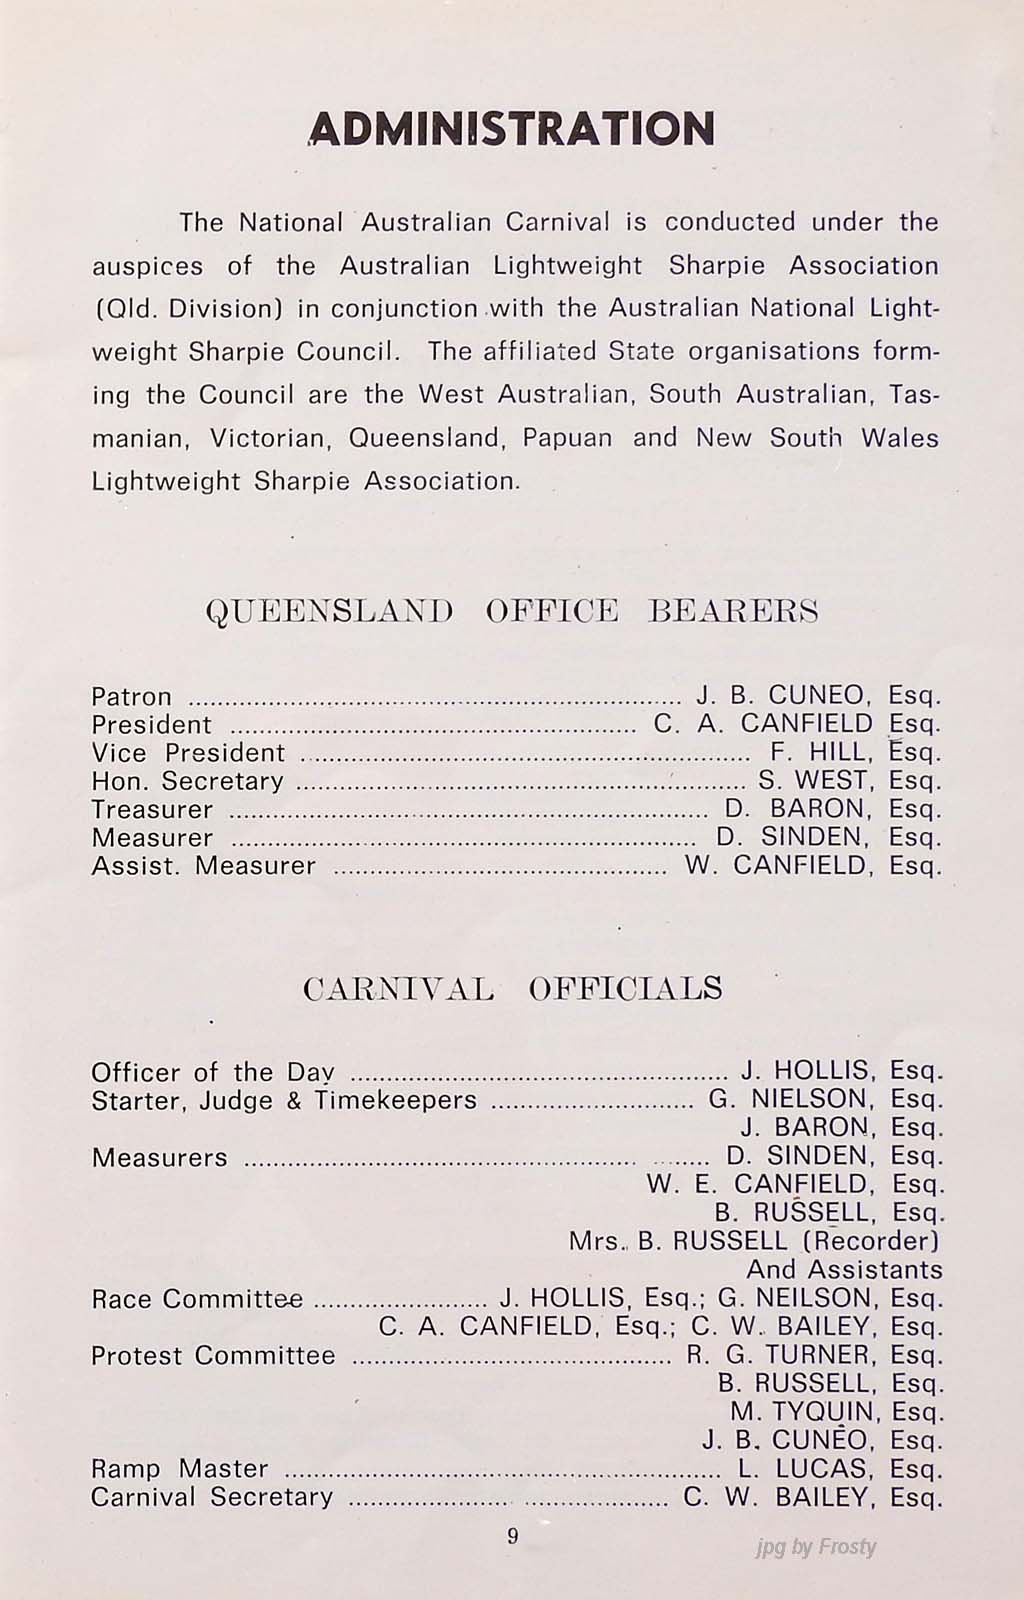 ADMINISTRATION
The National Australian Carnival is conducted under the
auspices of the Australian Lightweight Sharpie Association
(Qld. Division) in conjunction with the Australian National Light-
weight Sharpie Council. The affiliated State organisations form-
ing the Council are the West Australian, South Australian, Tas-
manian, Victorian, Queensland, Papuan and New South Wales
Lightweight Sharpie Association.
QUEENSLAND OFFICE BEARERS
Patron ................ J. B. CUNEO, Esq.
President ................ C. A. CANFIELD Esq.
Vice President ................ F. HILL, Esq.
Hon. Secretary ................ S. WEST, Esq.
Treasurer ................ D. BARON, Esq.
Measurer ................ D. SINDEN, Esq.
Assist. Measurer ................ W. CANFIELD, Esq.
CARNIVAL OFFICIALS
Officer of the Day ................ J. HOLLIS, Esq.
Starter, Judge & Timekeepers ................ G. NIELSON, Esq.
J. BARON, Esq.
Measurers ................ D. SINDEN, Esq.
W. E. CANFIELD, Esq.
B. RUSSELL, Esq.
Mrs. B. RUSSELL (Recorder)
And Assistants
Race Committee ................ J. HOLLIS, Esq.; G. NEILSON, Esq.
C. A. CANFIELD, Esq.; C. W. BAILEY, Esq.
Protest Committee ................ R. G. TURNER, Esq.
B. RUSSELL, Esq.
M. TYQUIN, Esq.
J. B. CUNEO, Esq.
Ramp Master ................ L. LUCAS, Esq.
Carnival Secretary ................ C. W. BAILEY, Esq.
9
jpg by Frosty